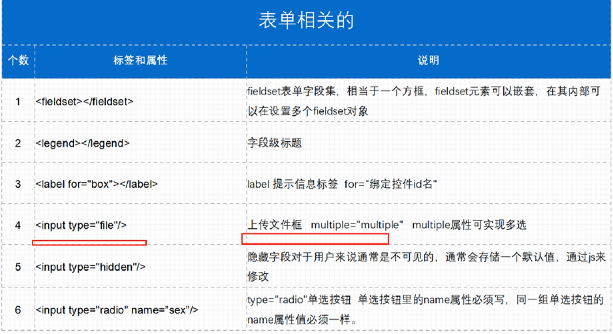 表单相关的
个数 标签和属性 说明
1 <fieldset></fieldset> fieldset表单字段集，相当于一个方框，fieldset元素可以嵌套，在其内部可
以在设置多个fieldset对象
2 <legend></legend> 字段级标题
3 <label for="box"></label> label 提示信息标签 for="绑定控件id名"
4 <input type="file"/> 上传文件框 multiple="multiple" multiple属性可实现多选
5 <input type="hidden"/> 隐藏字段对于用户来说通常是不可见的，通常会存储一个默认值，通过js来
修改
6 <input type="radio" name="sex"/> type="radio"单选按钮 单选按钮里的name属性必须写，同一组单选按钮的
name属性值必须一样。